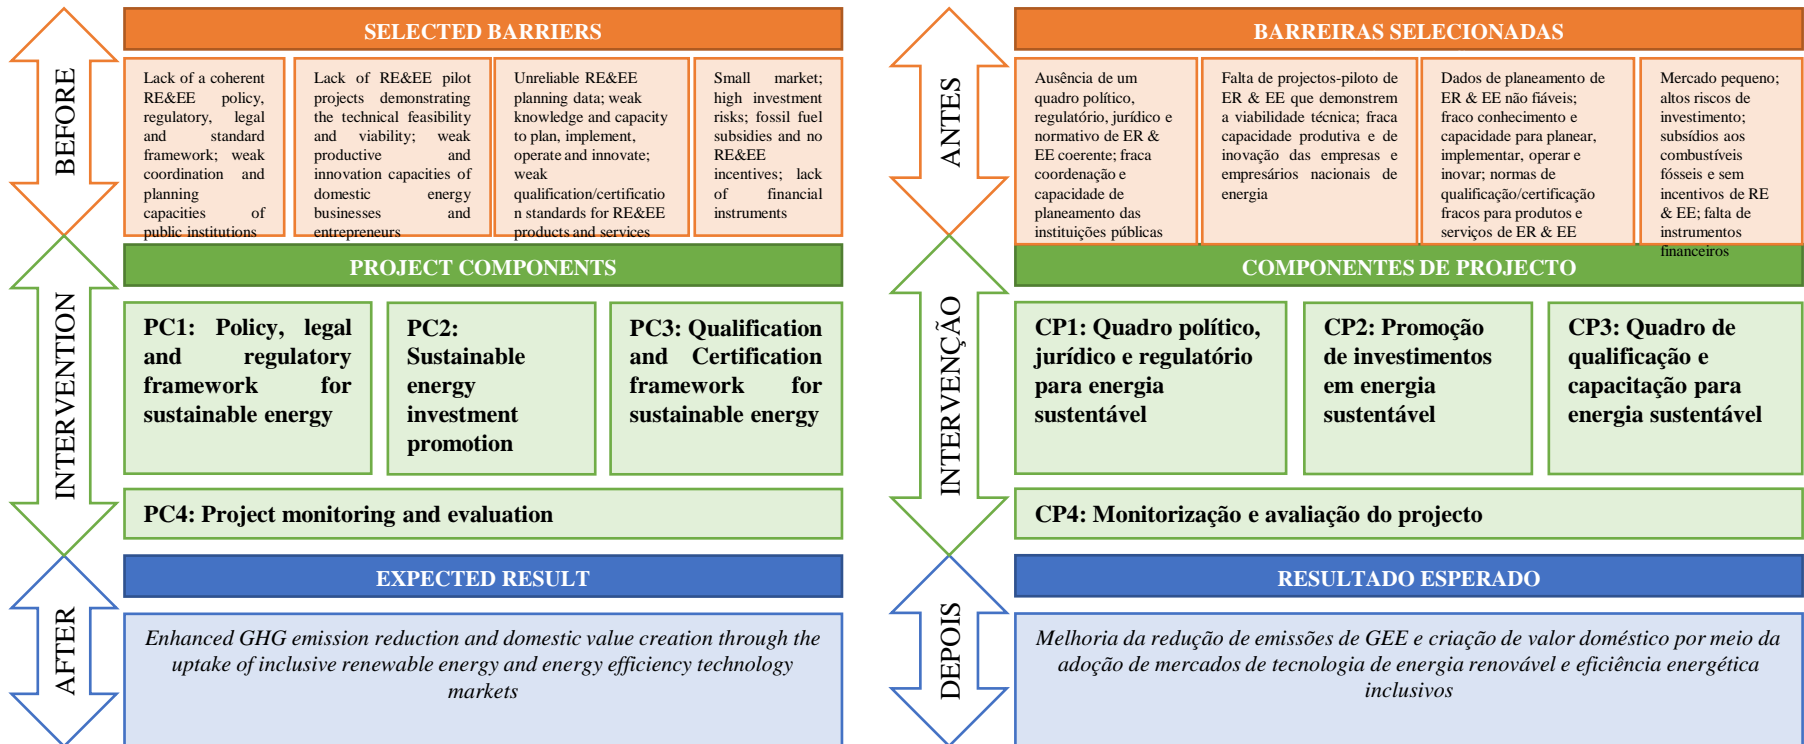 BEFORE
SELECTED BARRIERS
Lack of a coherent
RE&EE policy,
regulatory, legal
and standard
framework; weak
coordination and
planning
capacities of
public institutions
Lack of RE&EE pilot
projects demonstrating
the technical feasibility
and viability; weak
productive and
innovation capacities of
domestic energy
businesses and
entrepreneurs
Unreliable RE&EE
planning data; weak
knowledge and capacity
to plan, implement,
operate and innovate;
weak
qualification/certificatio
n standards for RE&EE
products and services
Small market;
high investment
risks; fossil fuel
subsidies and no
RE&EE
incentives; lack
of financial
instruments
INTERVENTION
PROJECT COMPONENTS
PC1: Policy, legal
and regulatory
framework for
sustainable energy
PC2:
Sustainable
energy
investment
promotion
PC3: Qualification
and Certification
framework for
sustainable energy
PC4: Project monitoring and evaluation
AFTER
EXPECTED RESULT
Enhanced GHG emission reduction and domestic value creation through the
uptake of inclusive renewable energy and energy efficiency technology
markets
ANTES
BARREIRAS SELECIONADAS
Ausência de um
quadro político,
regulatório, jurídico e
normativo de ER &
EE coerente; fraca
coordenação e
capacidade de
planeamento das
instituições públicas
Falta de projectos-piloto de
ER & EE que demonstrem
a viabilidade técnica; fraca
capacidade produtiva e de
inovação das empresas e
empresários nacionais de
energia
Dados de planeamento de
ER & EE não fiáveis;
fraco conhecimento e
capacidade para planear,
implementar, operar e
inovar; normas de
qualificação/certificação
fracos para produtos e
serviços de ER & EE
Mercado pequeno;
altos riscos de
investimento;
subsídios aos
combustíveis
fósseis e sem
incentivos de RE
& EE; falta de
instrumentos
financeiros
INTERVENÇÃO
COMPONENTES DE PROJECTO
CP1: Quadro político,
jurídico e regulatório
para energia
sustentável
CP2: Promoção
de investimentos
em energia
sustentável
CP3: Quadro de
qualificação e
capacitação para
energia sustentável
CP4: Monitorização e avaliação do projecto
DEPOIS
RESULTADO ESPERADO
Melhoria da redução de emissões de GEE e criação de valor doméstico por meio da
adoção de mercados de tecnologia de energia renovável e eficiência energética
inclusivos